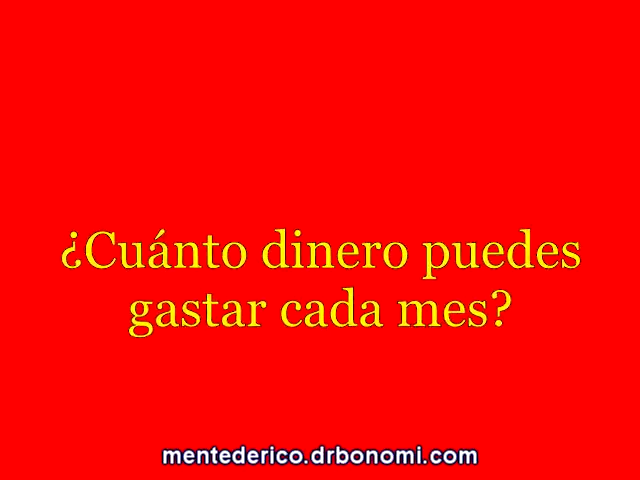 ¿Cuánto dinero puedes
gastar cada mes?
mentederico.drbonomi.com